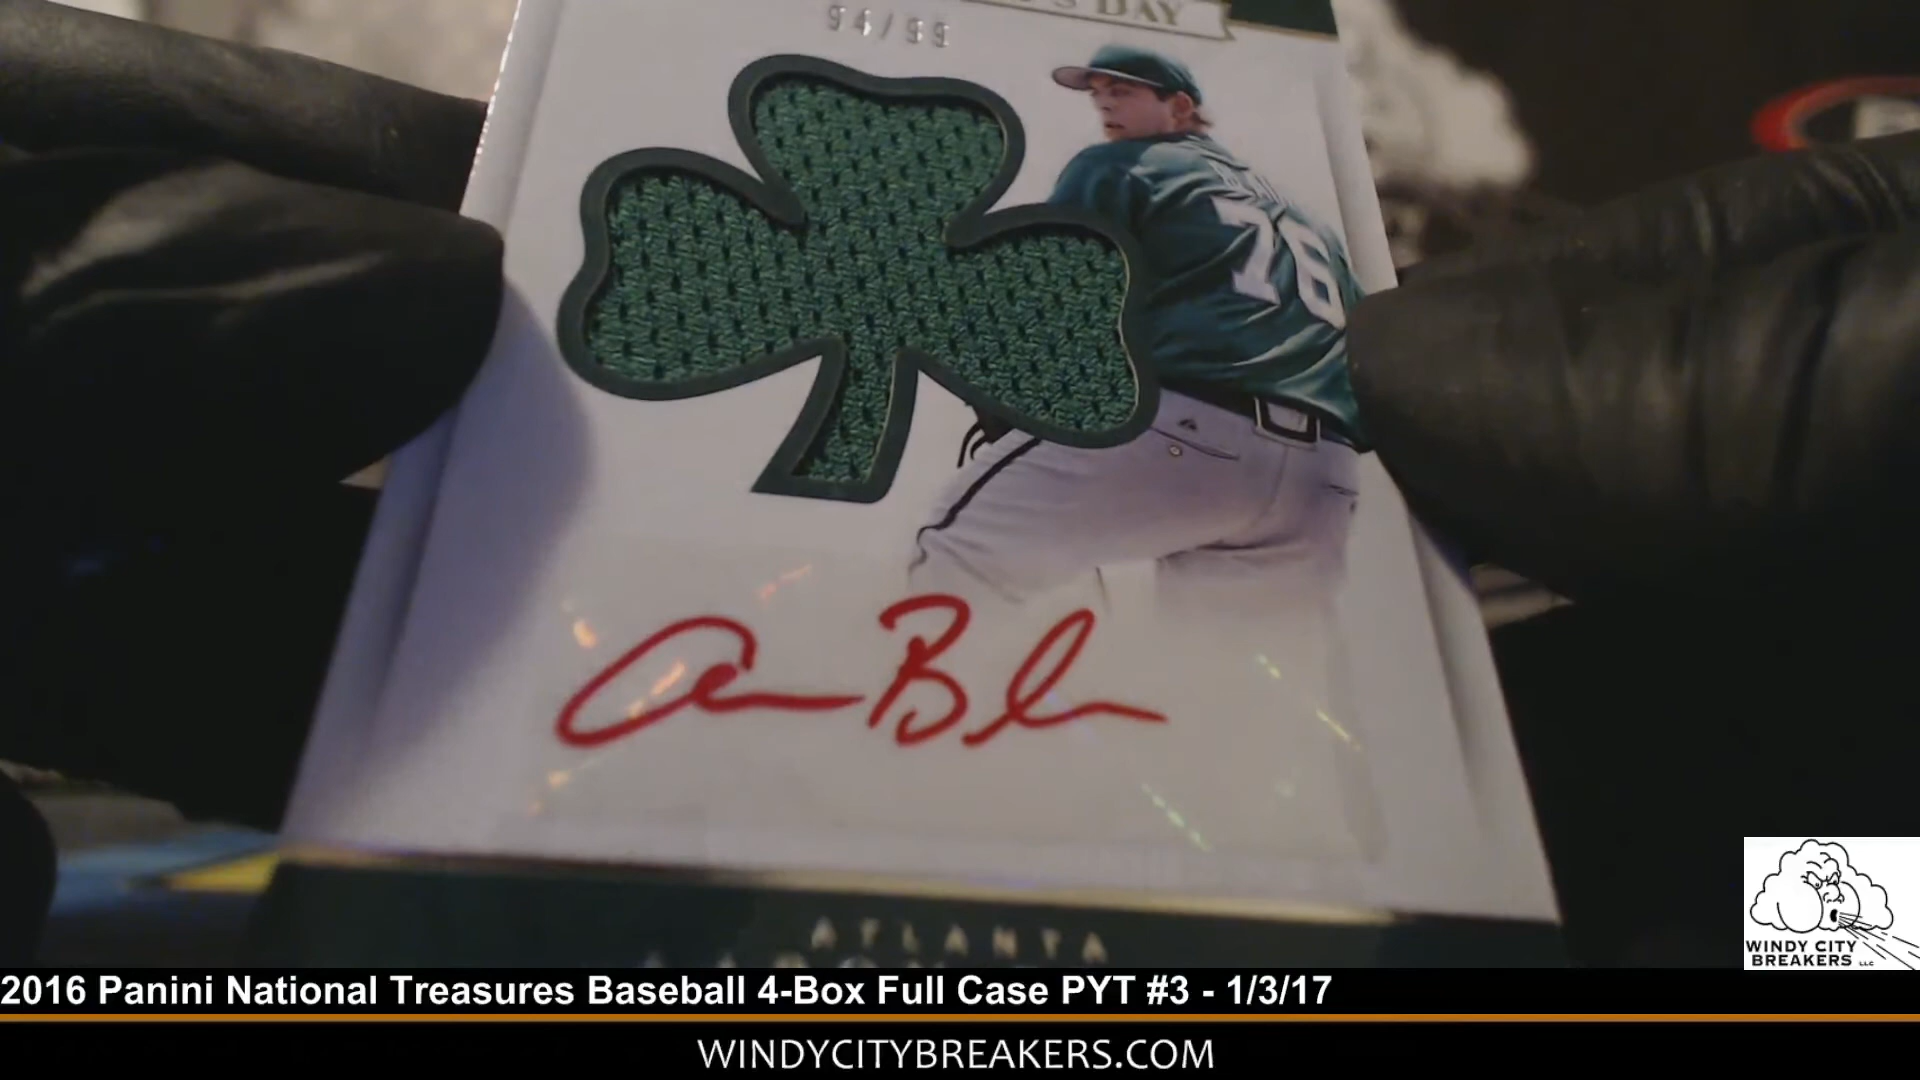 94/99
DAY
76
ATLANTA
WINDY CITY
BREAKERS LLC
2016 Panini National Treasures Baseball 4-Box Full Case PYT #3 - 1/3/17
WINDYCITYBREAKERS.COM